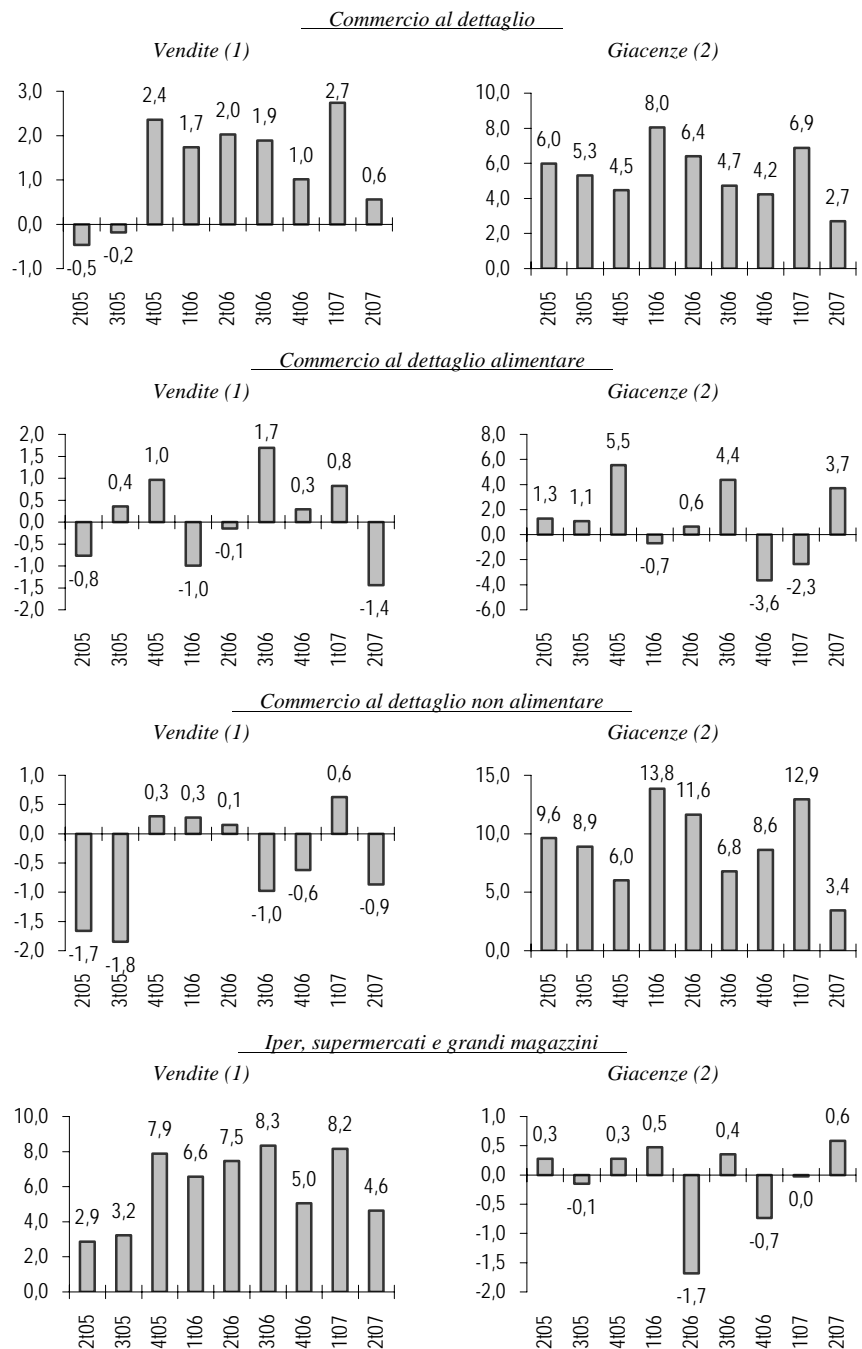 Commercio al dettaglio
Vendite (1)
3,0
2,0
1,0
0,0
-1,0
-0,5
-0,2
2,4
1,7
2,0
1,9
1,0
2,7
0,6
2t05
3t05
4t05
1t06
2t06
3t06
4t06
1t07
2t07
Giacenze (2)
10,0
8,0
6,0
4,0
2,0
0,0
6,0
5,3
4,5
8,0
6,4
4,7
4,2
6,9
2,7
2t05
3t05
4t05
1t06
2t06
3t06
4t06
1t07
2t07
Commercio al dettaglio alimentare
Vendite (1)
2,0
1,5
1,0
0,5
0,0
-0,5
-1,0
-1,5
-2,0
-0,8
0,4
1,0
-1,0
-0,1
1,7
0,3
0,8
-1,4
2t05
3t05
4t05
1t06
2t06
3t06
4t06
1t07
2t07
Giacenze (2)
8,0
6,0
4,0
2,0
0,0
-2,0
-4,0
-6,0
1,3
1,1
5,5
-0,7
0,6
4,4
-3,6
-2,3
3,7
2t05
3t05
4t05
1t06
2t06
3t06
4t06
1t07
2t07
Commercio al dettaglio non alimentare
Vendite (1)
1,0
0,5
0,0
-0,5
-1,0
-1,5
-2,0
-1,7
-1,8
0,3
0,3
0,1
-1,0
-0,6
0,6
-0,9
2t05
3t05
4t05
1t06
2t06
3t06
4t06
1t07
2t07
Giacenze (2)
15,0
10,0
5,0
0,0
9,6
8,9
6,0
13,8
11,6
6,8
8,6
12,9
3,4
2t05
3t05
4t05
1t06
2t06
3t06
4t06
1t07
2t07
Iper, supermercati e grandi magazzini
Vendite (1)
10,0
8,0
6,0
4,0
2,0
0,0
2,9
3,2
7,9
6,6
7,5
8,3
5,0
8,2
4,6
2t05
3t05
4t05
1t06
2t06
3t06
4t06
1t07
2t07
Giacenze (2)
1,0
0,5
0,0
-0,5
-1,0
-1,5
-2,0
0,3
-0,1
0,3
0,5
-1,7
0,4
-0,7
0,0
0,6
2t05
3t05
4t05
1t06
2t06
3t06
4t06
1t07
2t07